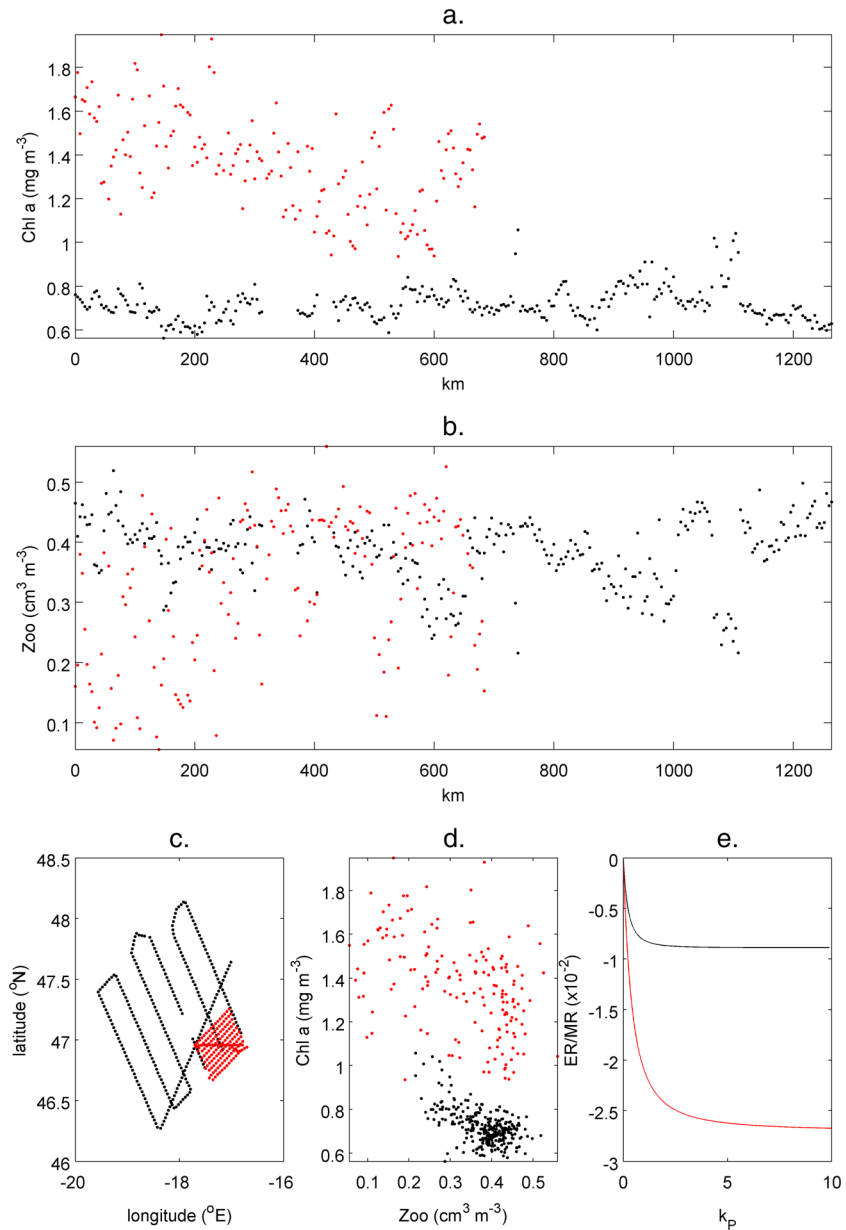 a.
Chl a (mg m-3)
1.8
1.6
1.4
1.2
1
0.8
0.6
0 200 400 600 800 1000 1200
km
b.
Zoo (cm3 m-3)
0.5
0.4
0.3
0.2
0.1
0 200 400 600 800 1000 1200
km
c. d. e.
latitude (oN)
48.5
48
47.5
47
46.5
46
-20 -18 -16
longitude (oE)
Chl a (mg m-3)
1.8
1.6
1.4
1.2
1
0.8
0.6
0.1 0.2 0.3 0.4 0.5
Zoo (cm3 m-3)
ER/MR (x10-2)
0
-0.5
-1
-1.5
-2
-2.5
-3
0 5 10
kP